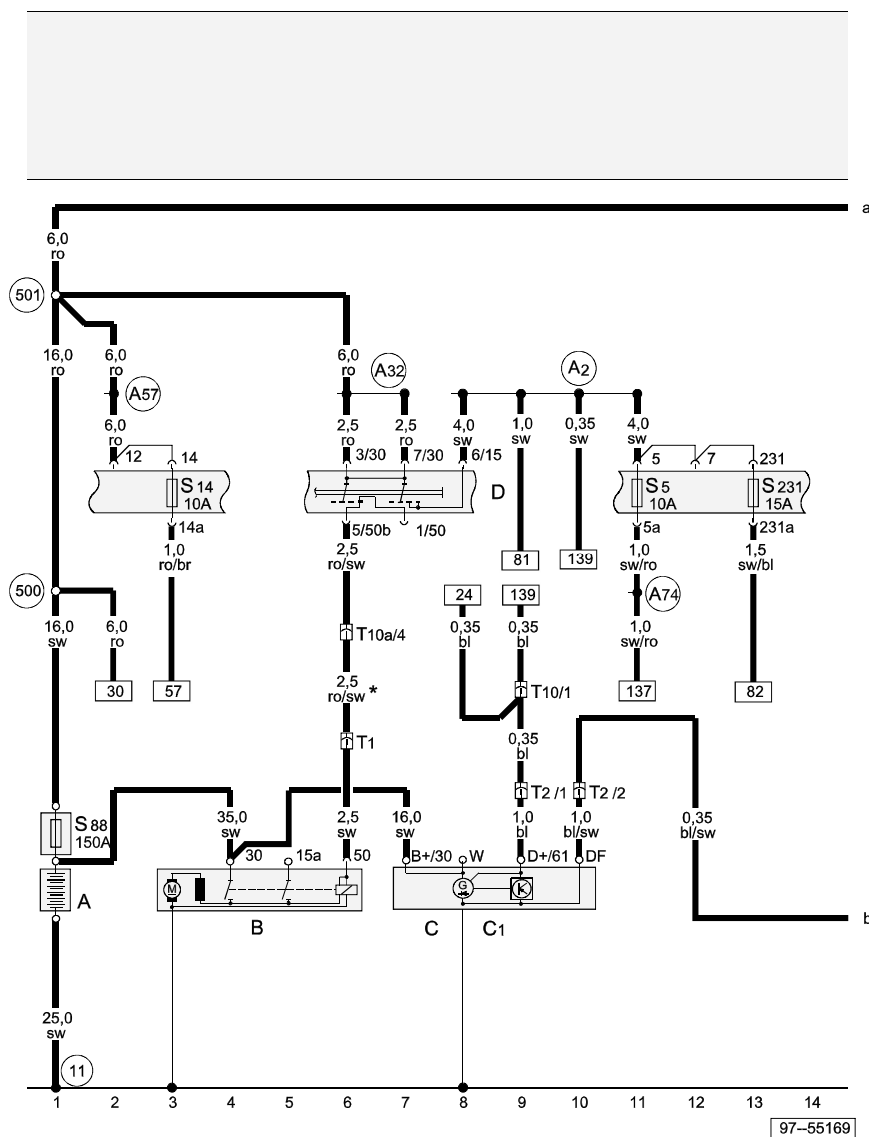 a
6,0
ro
501
16,0 6,0 6,0
ro ro ro
A57 A32 A2
6,0 2,5 2,5 4,0 1,0 0,35 4,0
ro ro ro sw sw sw sw
12 14 3/30 7/30 6/15 5 7 231
S14 D S5 S231
10A 10A 15A
14a 5/50b 1/50 5a 231a
1,0 2,5 1,0 1,5
ro/br ro/sw sw/ro sw/bl
81 139
500 24 139 A74
16,0 6,0 0,35 0,35 1,0
sw ro T10a/4 bl bl sw/ro
30 57 2,5 T10/1 137 82
ro/sw *
T1 0,35
bl
T2/1 T2/2
S88 35,0 2,5 16,0 1,0 1,0 0,35
150A sw sw sw bl bl/sw bl/sw
30 15a 50 B+/30 W D+/61 DF
A M G
B C C1 b
25,0
sw
11
1 2 3 4 5 6 7 8 9 10 11 12 13 14
97--55169